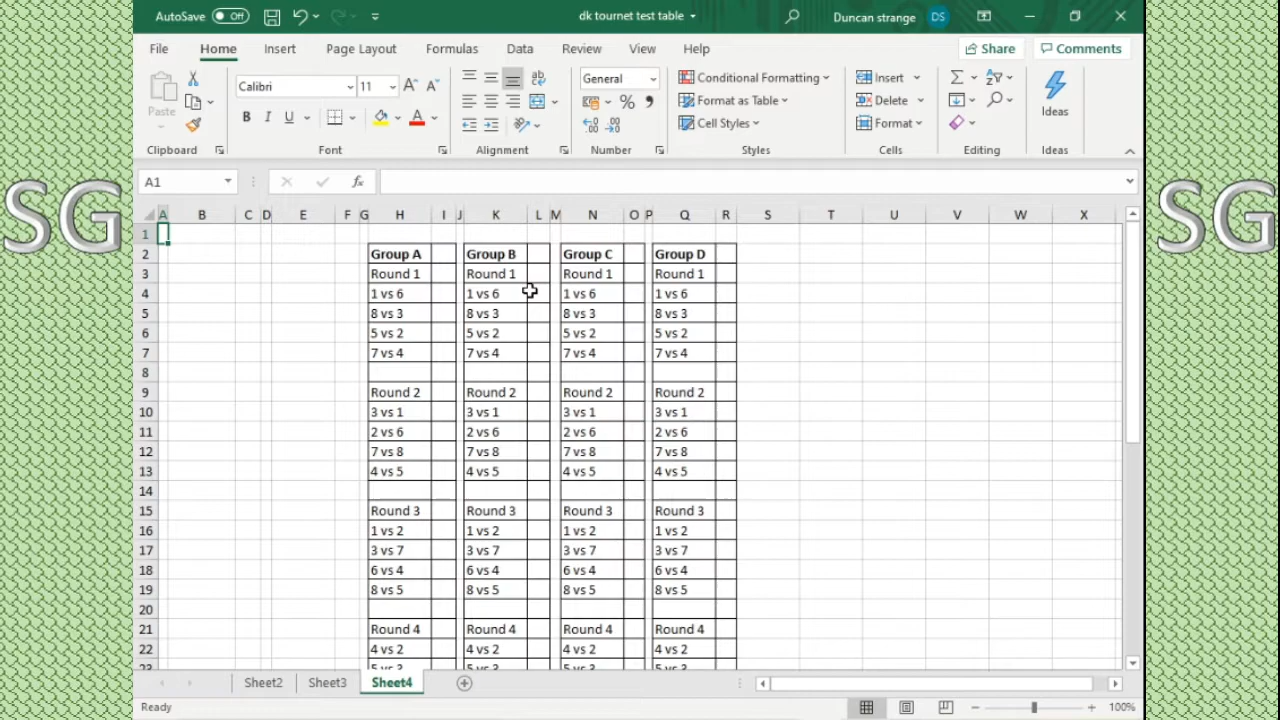 AutoSave Off
dk tournet test table
Duncan strange DS
File Home Insert Page Layout Formulas Data Review View Help Share Comments
Paste
Calibri 11
B I U
General
Conditional Formatting
Format as Table
Cell Styles
Insert
Delete
Format
Ideas
Clipboard Font Alignment Number Styles Cells Editing Ideas
A1 fx
SG
SG
A B C D E F G H I J K L M N O P Q R S T U V W X
1
2 Group A Group B Group C Group D
3 Round 1 Round 1 Round 1 Round 1
4 1 vs 6 1 vs 6 1 vs 6 1 vs 6
5 8 vs 3 8 vs 3 8 vs 3 8 vs 3
6 5 vs 2 5 vs 2 5 vs 2 5 vs 2
7 7 vs 4 7 vs 4 7 vs 4 7 vs 4
8
9 Round 2 Round 2 Round 2 Round 2
10 3 vs 1 3 vs 1 3 vs 1 3 vs 1
11 2 vs 6 2 vs 6 2 vs 6 2 vs 6
12 7 vs 8 7 vs 8 7 vs 8 7 vs 8
13 4 vs 5 4 vs 5 4 vs 5 4 vs 5
14
15 Round 3 Round 3 Round 3 Round 3
16 1 vs 2 1 vs 2 1 vs 2 1 vs 2
17 3 vs 7 3 vs 7 3 vs 7 3 vs 7
18 6 vs 4 6 vs 4 6 vs 4 6 vs 4
19 8 vs 5 8 vs 5 8 vs 5 8 vs 5
20
21 Round 4 Round 4 Round 4 Round 4
22 4 vs 2 4 vs 2 4 vs 2 4 vs 2
Sheet2 Sheet3 Sheet4
Ready 100%